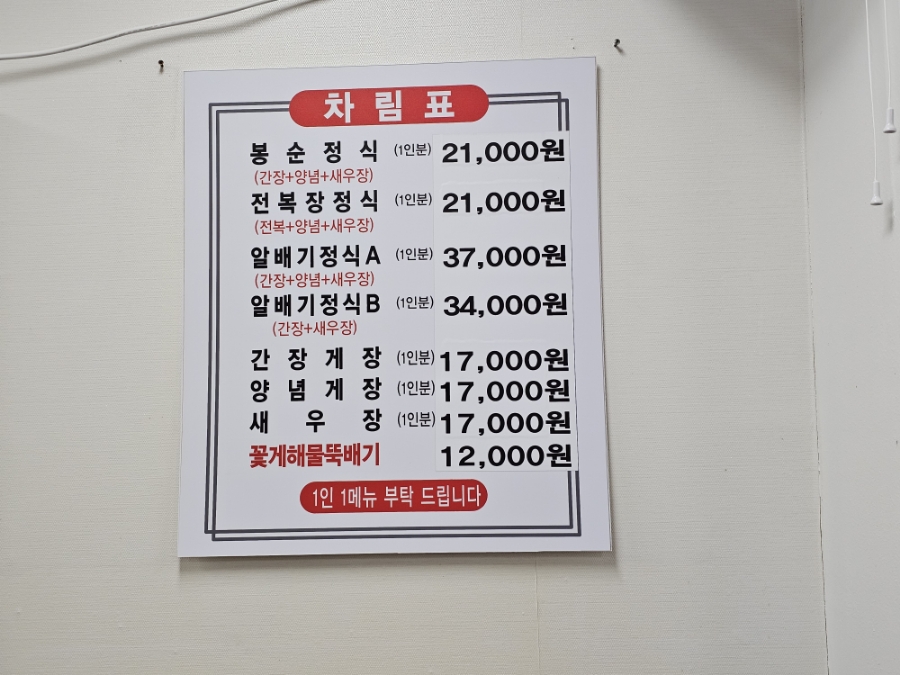 차림표
봉순정식 (1인분) 21,000원
(간장+양념+새우장)
전복장정식 (1인분) 21,000원
(전복+양념+새우장)
알배기정식A (1인분) 37,000원
(간장+양념+새우장)
알배기정식B (1인분) 34,000원
(간장+새우장)
간장게장 (1인분) 17,000원
양념게장 (1인분) 17,000원
새우장 (1인분) 17,000원
꽃게해물뚝배기 12,000원
1인 1메뉴 부탁 드립니다